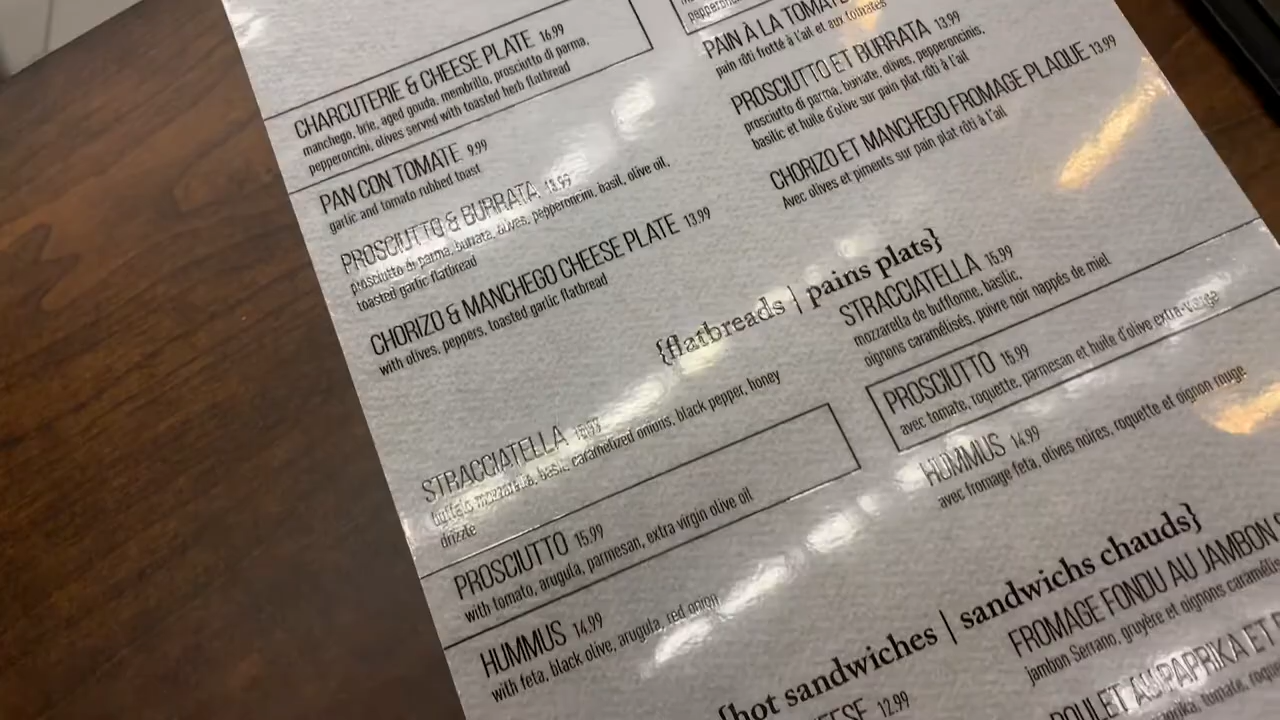 CHARCUTERIE & CHEESE PLATE 16.99
manchego, brie, aged gouda, membrillo, prosciutto di parma,
pepperoncini, olives served with toasted herb flatbread
PAN CON TOMATE 9.99
garlic and tomato rubbed toast
PROSCIUTTO & BURRATA 13.99
prosciutto di parma, burrata, olives, pepperoncini, basil, olive oil,
toasted garlic flatbread
CHORIZO & MANCHEGO CHEESE PLATE 13.99
with olives, peppers, toasted garlic flatbread
PAIN À LA TOMATE
pain rôti frotté à l'ail et aux tomates
PROSCIUTTO ET BURRATA 13.99
prosciutto di parma, burrate, olives, pepperoncinis,
basilic et huile d'olive sur pain plat rôti à l'ail
CHORIZO ET MANCHEGO FROMAGE PLAQUE 13.99
Avec olives et piments sur pain plat rôti à l'ail
{flatbreads | pains plats}
STRACCIATELLA
buffalo mozzarella, basil, caramelized onions, black pepper, honey
drizzle
PROSCIUTTO 15.99
with tomato, arugula, parmesan, extra virgin olive oil
HUMMUS 14.99
with feta, black olive, arugula, red onion
STRACCIATELLA 15.99
mozzarella de bufflonne, basilic,
oignons caramélisés, poivre noir nappés de miel
PROSCIUTTO 15.99
avec tomate, roquette, parmesan et huile d'olive extra-vierge
HUMMUS 14.99
avec fromage feta, olives noires, roquette et oignon rouge
{hot sandwiches | sandwichs chauds}
12.99
FROMAGE FONDU AU JAMBON
jambon Serrano, gruyère et oignons
POULET AU PAPRIKA ET
tomate,